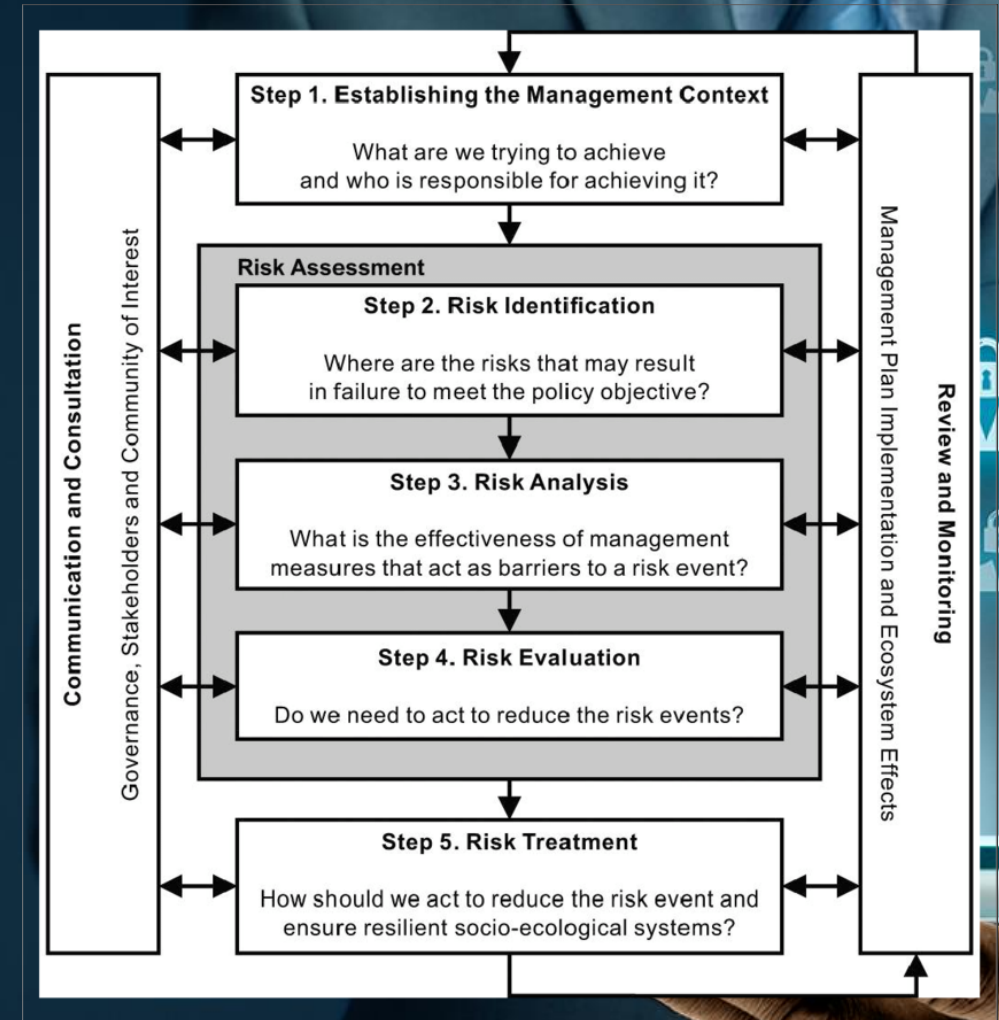 Communication and Consultation
Governance, Stakeholders and Community of Interest
Step 1. Establishing the Management Context
What are we trying to achieve
and who is responsible for achieving it?
Risk Assessment
Step 2. Risk Identification
Where are the risks that may result
in failure to meet the policy objective?
Step 3. Risk Analysis
What is the effectiveness of management
measures that act as barriers to a risk event?
Step 4. Risk Evaluation
Do we need to act to reduce the risk events?
Step 5. Risk Treatment
How should we act to reduce the risk event and
ensure resilient socio-ecological systems?
Review and Monitoring
Management Plan Implementation and Ecosystem Effects